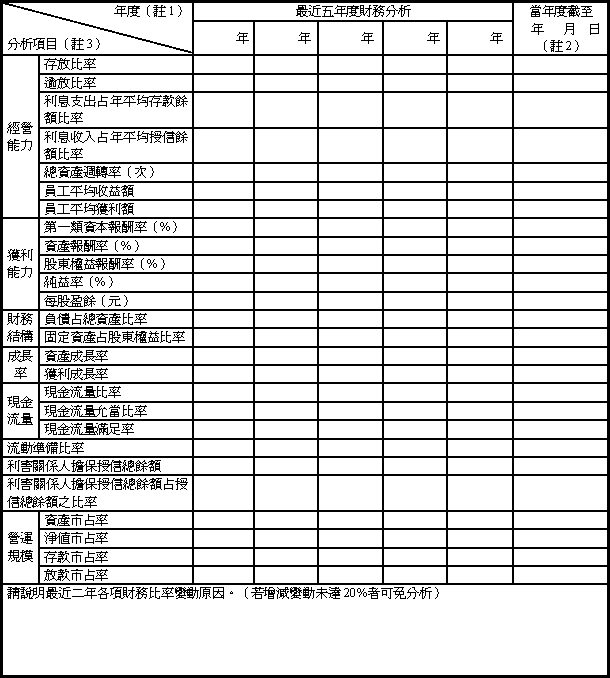 年度（註1） 最近五年度財務分析 當年度截至
年 年 年 年 年 年 月 日
分析項目（註3） （註2）
經營
能力
存放比率
逾放比率
利息支出占年平均存款餘
額比率
利息收入占年平均授信餘
額比率
總資產週轉率（次）
員工平均收益額
員工平均獲利額
獲利
能力
第一類資本報酬率（%）
資產報酬率（%）
股東權益報酬率（%）
純益率（%）
每股盈餘（元）
財務
結構
負債占總資產比率
固定資產占股東權益比率
成長
率
資產成長率
獲利成長率
現金
流量
現金流量比率
現金流量允當比率
現金流量滿足率
流動準備比率
利害關係人擔保授信總餘額
利害關係人擔保授信總餘額占授
信總餘額之比率
營運
規模
資產市占率
淨值市占率
存款市占率
放款市占率
請說明最近二年各項財務比率變動原因。（若增減變動未達20%者可免分析）